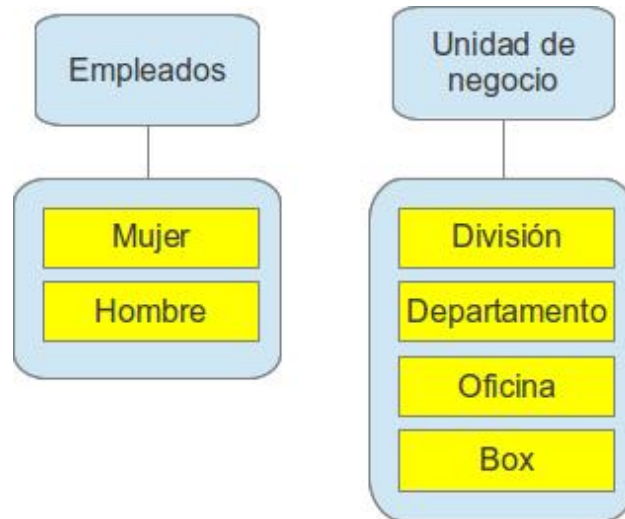 Empleados
Mujer
Hombre
Unidad de
negocio
División
Departamento
Oficina
Box